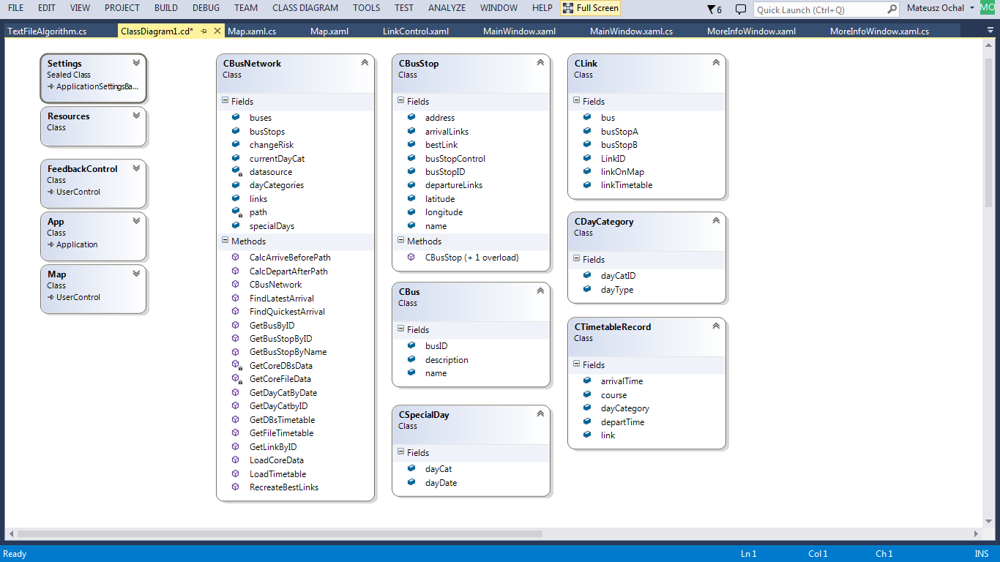 FILE EDIT VIEW PROJECT BUILD DEBUG TEAM CLASS DIAGRAM TOOLS TEST ANALYZE WINDOW HELP Full Screen 6 Quick Launch (Ctrl+Q) Mateusz Ochal MO
TextFileAlgorithm.cs ClassDiagram1.cd* Map.xaml.cs Map.xaml LinkControl.xaml MainWindow.xaml MainWindow.xaml.cs MoreInfoWindow.xaml MoreInfoWindow.xaml.cs
Settings
Sealed Class
ApplicationSettingsBa...
Resources
Class
FeedbackControl
Class
UserControl
App
Class
Application
Map
Class
UserControl
CBusNetwork
Class
Fields
buses
busStops
changeRisk
currentDayCat
datasource
dayCategories
links
path
specialDays
Methods
CalcArriveBeforePath
CalcDepartAfterPath
CBusNetwork
FindLatestArrival
FindQuickestArrival
GetBusByID
GetBusStopByID
GetBusStopByName
GetCoreDBsData
GetCoreFileData
GetDayCatByDate
GetDayCatbyID
GetDBsTimetable
GetFileTimetable
GetLinkByID
LoadCoreData
LoadTimetable
RecreateBestLinks
CBusStop
Class
Fields
address
arrivalLinks
bestLink
busStopControl
busStopID
departureLinks
latitude
longitude
name
Methods
CBusStop (+ 1 overload)
CBus
Class
Fields
busID
description
name
CSpecialDay
Class
Fields
dayCat
dayDate
CLink
Class
Fields
bus
busStopA
busStopB
LinkID
linkOnMap
linkTimetable
CDayCategory
Class
Fields
dayCatID
dayType
CTimetableRecord
Class
Fields
arrivalTime
course
dayCategory
departTime
link
Ready Ln 1 Col 1 Ch 1 INS